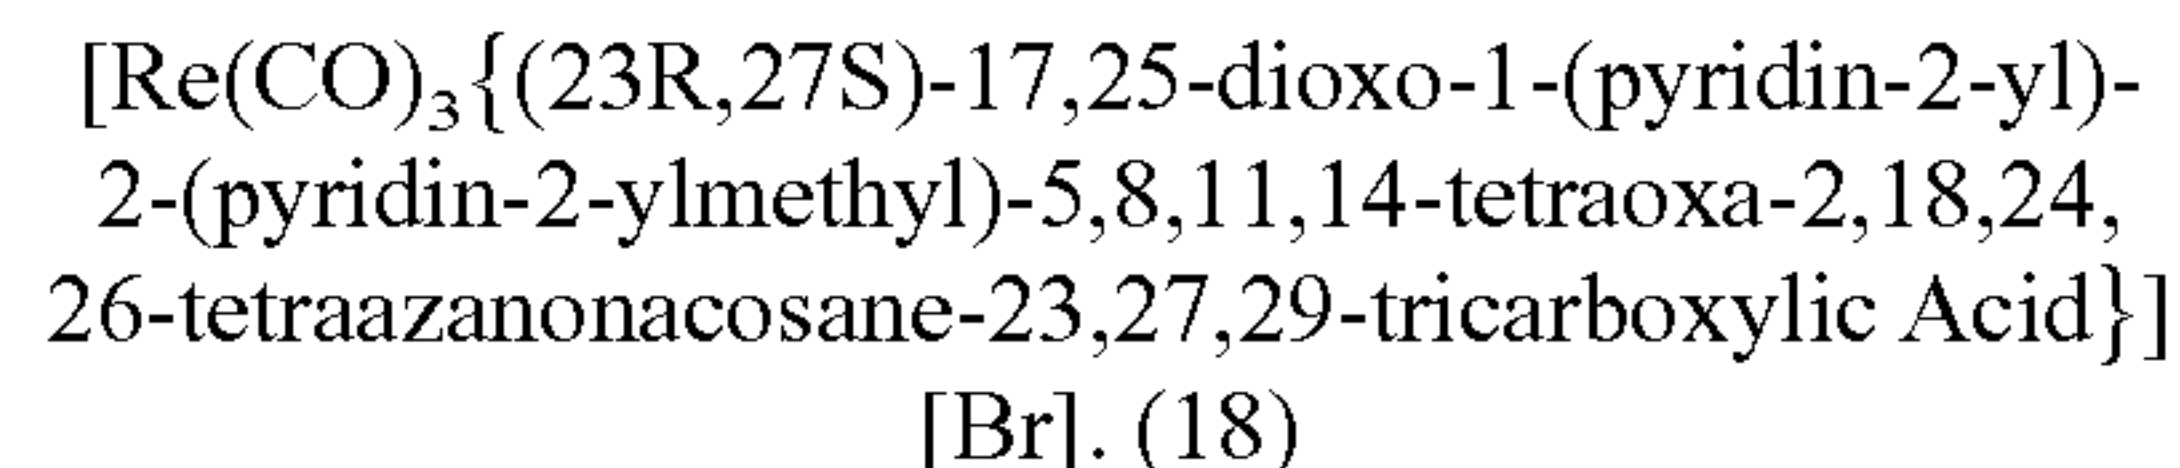 [Re(CO)₃{(23R,27S)-17,25-dioxo-1-(pyridin-2-yl)-
2-(pyridin-2-ylmethyl)-5,8,11,14-tetraoxa-2,18,24,
26-tetraazanonacosane-23,27,29-tricarboxylic Acid}]
[Br]. (18)